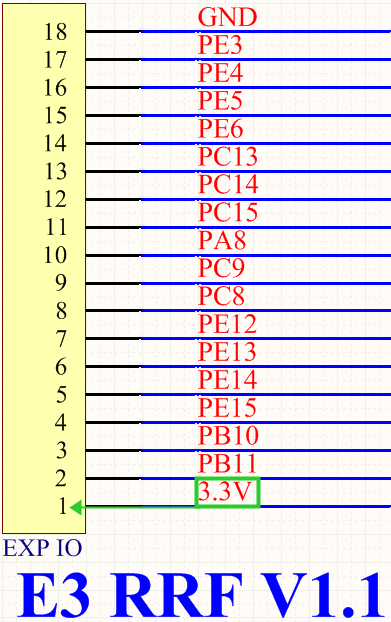 GND
18
PE3
17
PE4
16
PE5
15
PE6
14
PC13
13
PC14
12
PC15
11
PA8
10
PC9
9
PC8
8
PE12
7
PE13
6
PE14
5
PE15
4
PB10
3
PB11
2
3.3V
1
EXP IO
E3 RRF V1.1